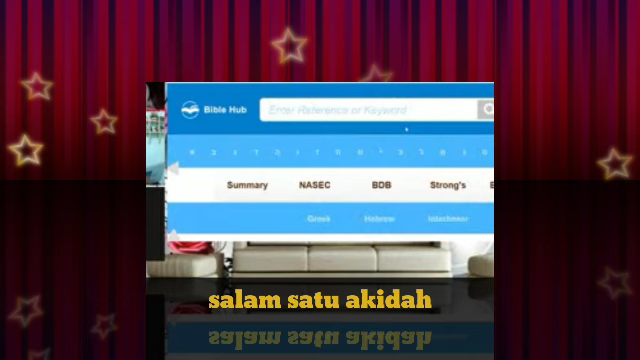 Bible Hub
Enter Reference or Keyword
Summary NASEC BDB Strong's
Greek Hebrew Interlinear
salam satu akidah